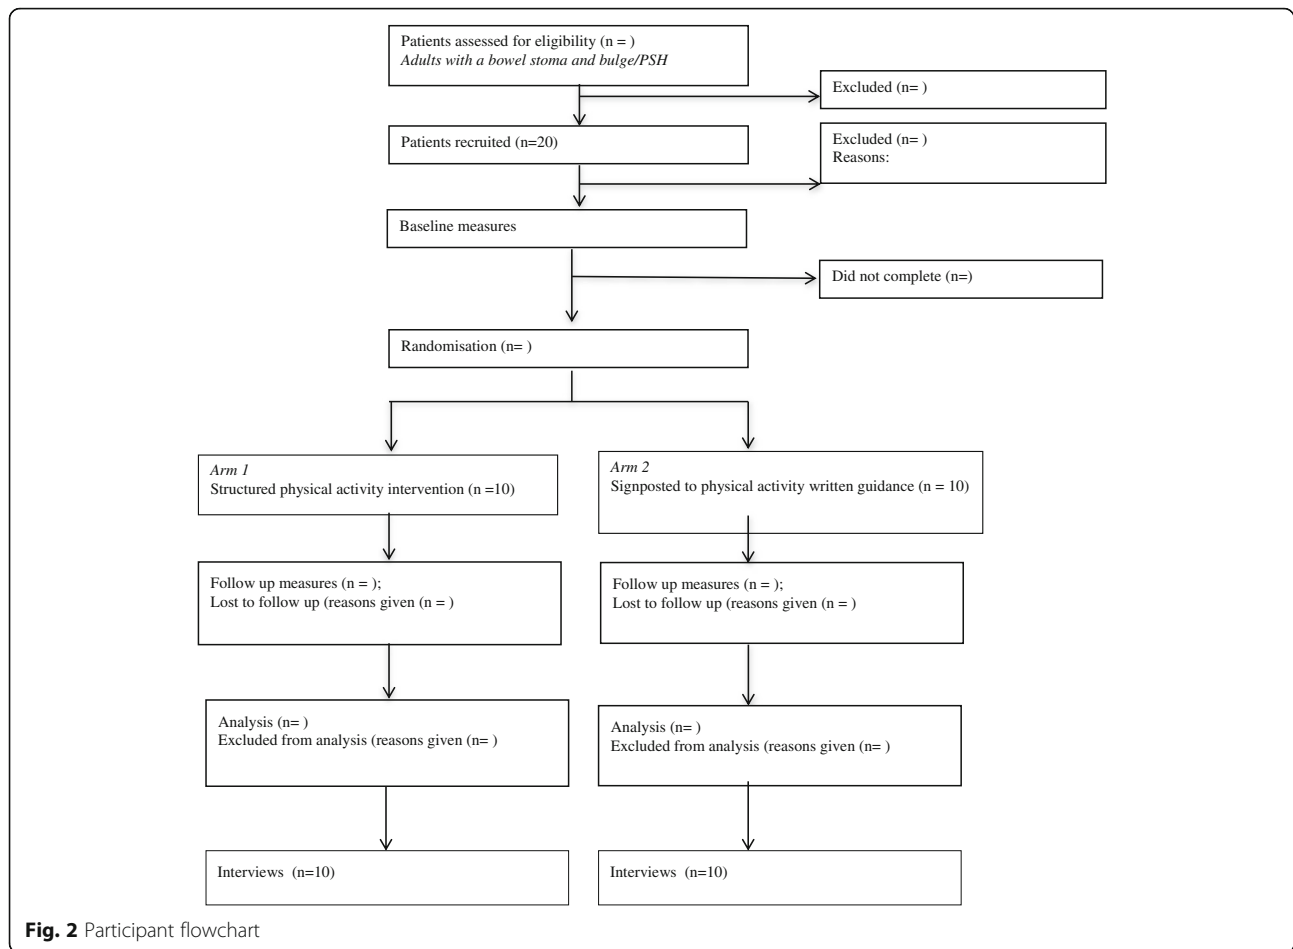 Patients assessed for eligibility (n = )
Adults with a bowel stoma and bulge/PSH
Excluded (n= )
Patients recruited (n=20)
Excluded (n= )
Reasons:
Baseline measures
Did not complete (n=)
Randomisation (n= )
Arm 1
Structured physical activity intervention (n =10)
Arm 2
Signposted to physical activity written guidance (n = 10)
Follow up measures (n = );
Lost to follow up (reasons given (n = )
Follow up measures (n = );
Lost to follow up (reasons given (n = )
Analysis (n= )
Excluded from analysis (reasons given (n= )
Analysis (n= )
Excluded from analysis (reasons given (n= )
Interviews (n=10)
Interviews (n=10)
Fig. 2 Participant flowchart